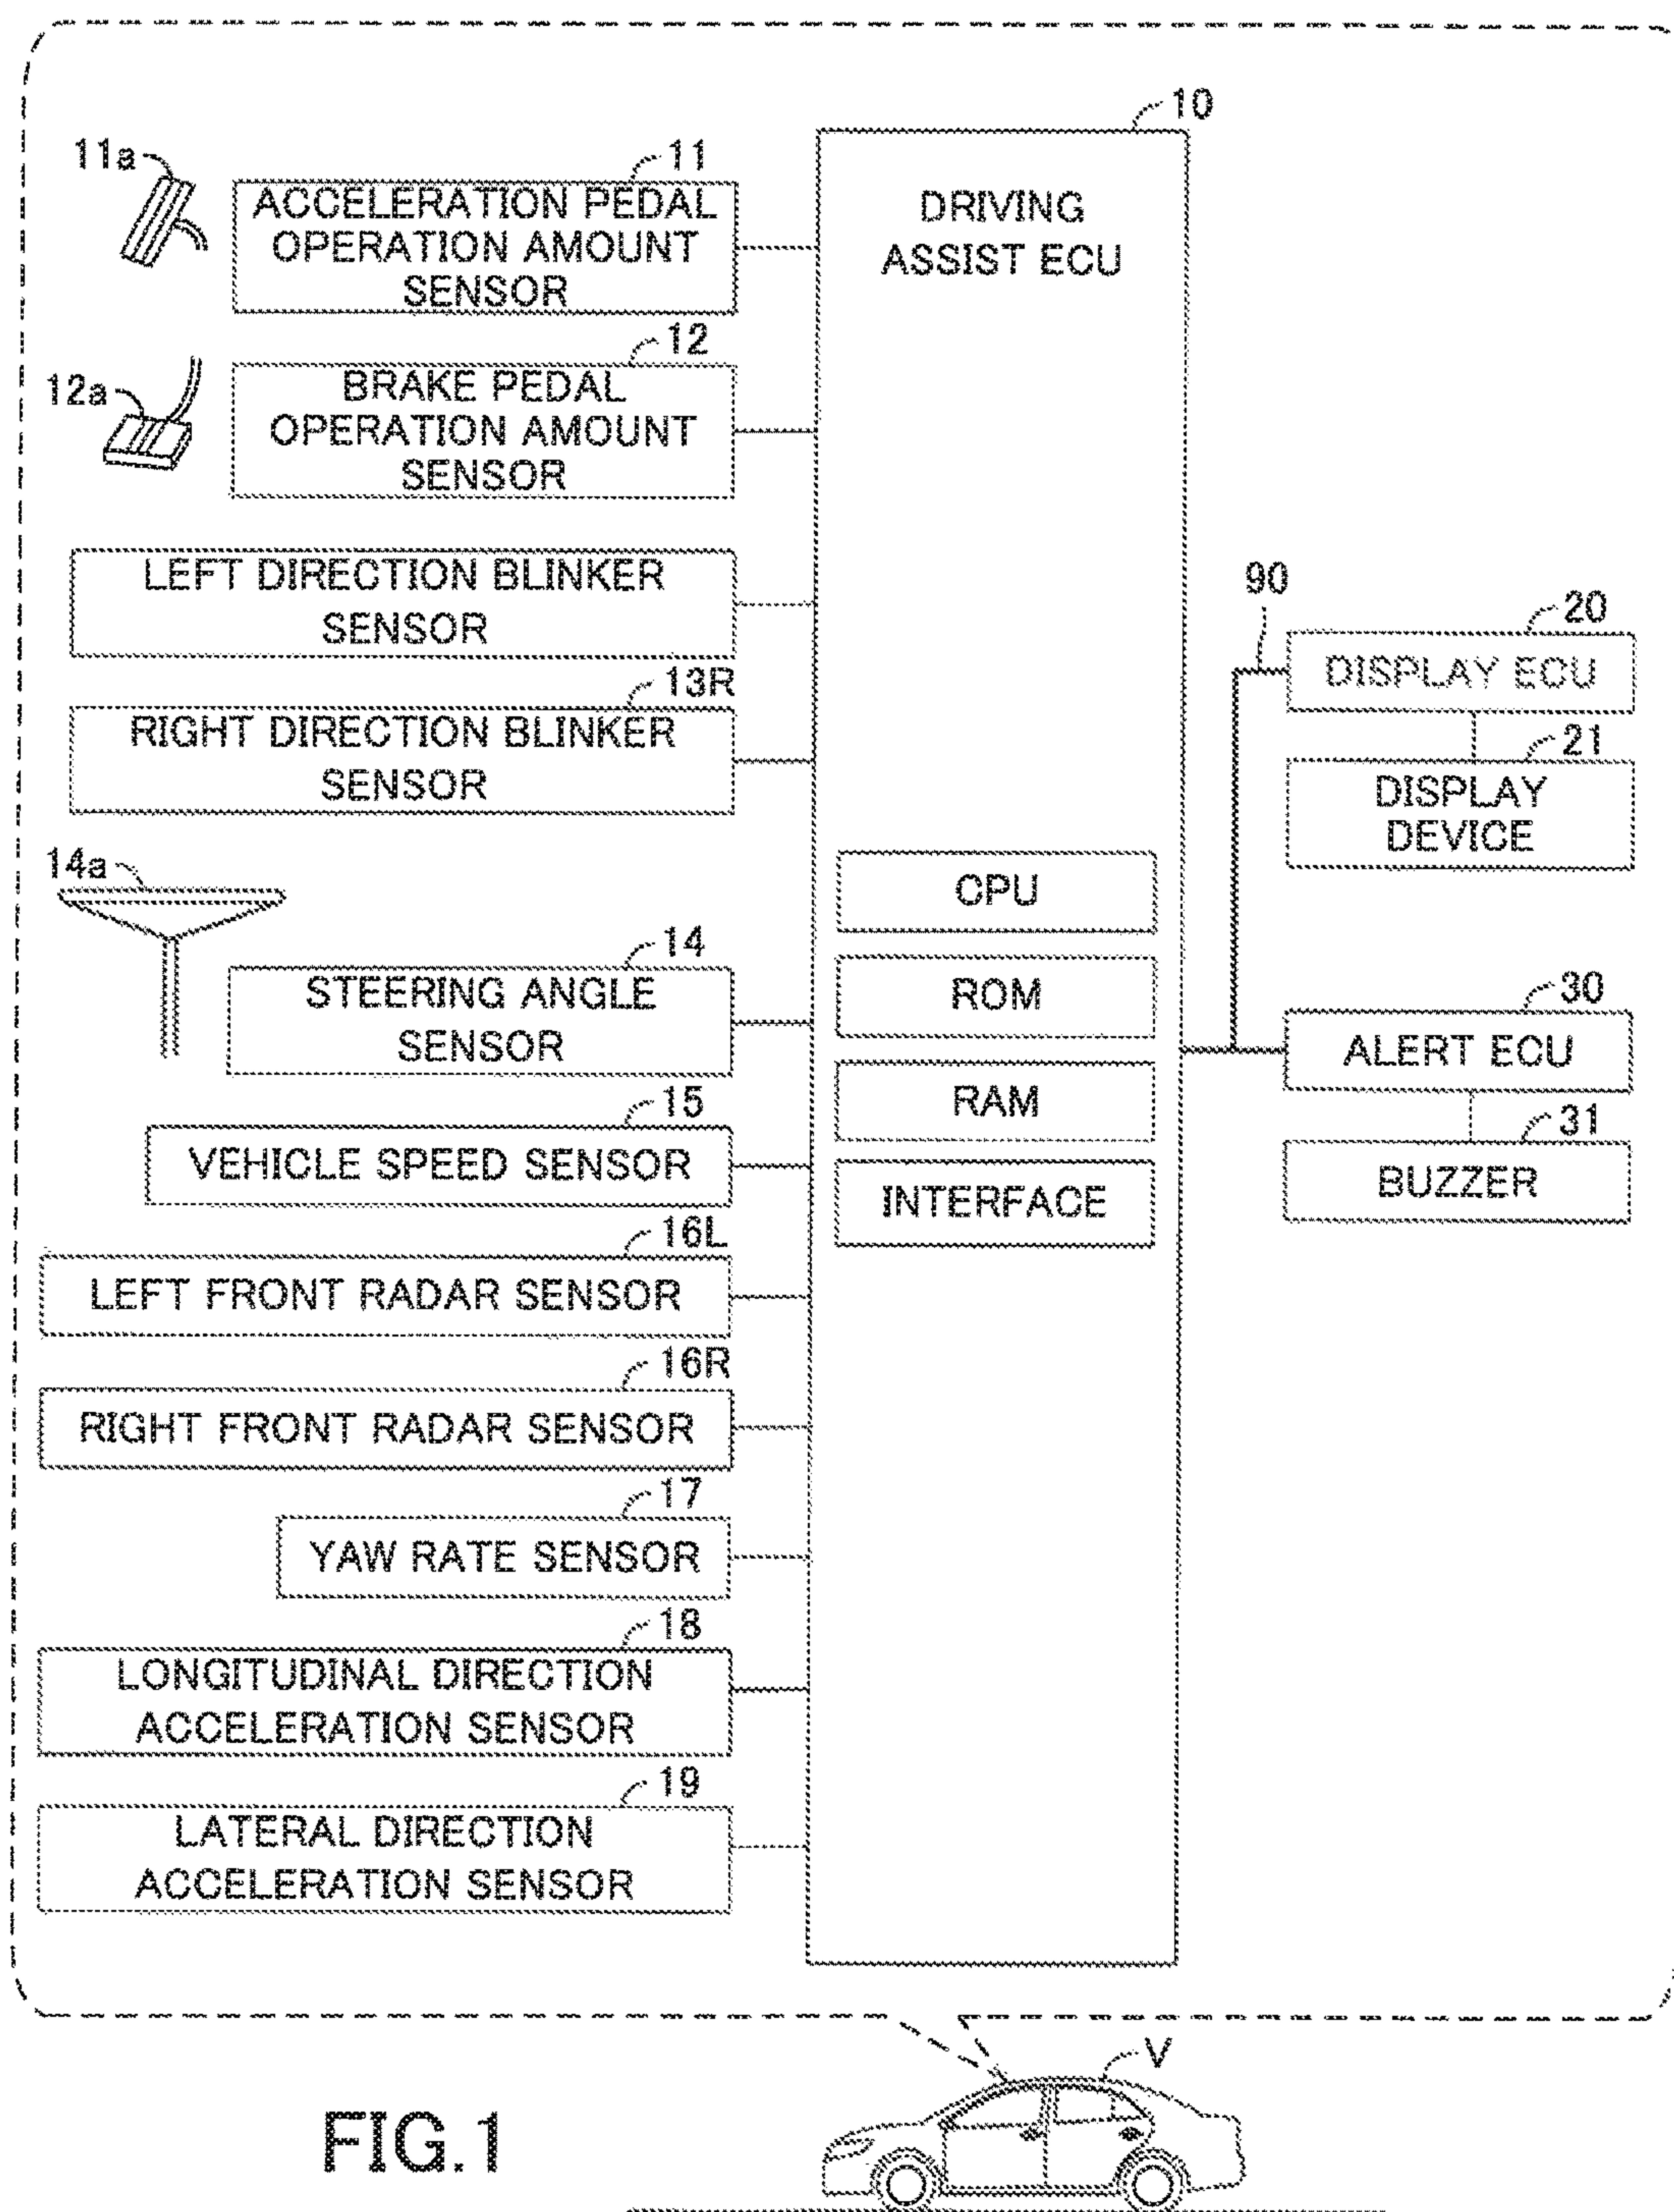 10
11a
11
ACCELERATION PEDAL
OPERATION AMOUNT
SENSOR
DRIVING
ASSIST ECU
12
12a
BRAKE PEDAL
OPERATION AMOUNT
SENSOR
LEFT DIRECTION BLINKER
SENSOR
13R
RIGHT DIRECTION BLINKER
SENSOR
14a
14
STEERING ANGLE
SENSOR
15
VEHICLE SPEED SENSOR
16L
LEFT FRONT RADAR SENSOR
16R
RIGHT FRONT RADAR SENSOR
17
YAW RATE SENSOR
18
LONGITUDINAL DIRECTION
ACCELERATION SENSOR
19
LATERAL DIRECTION
ACCELERATION SENSOR
CPU
ROM
RAM
INTERFACE
90
20
DISPLAY ECU
21
DISPLAY
DEVICE
30
ALERT ECU
31
BUZZER
V
FIG.1